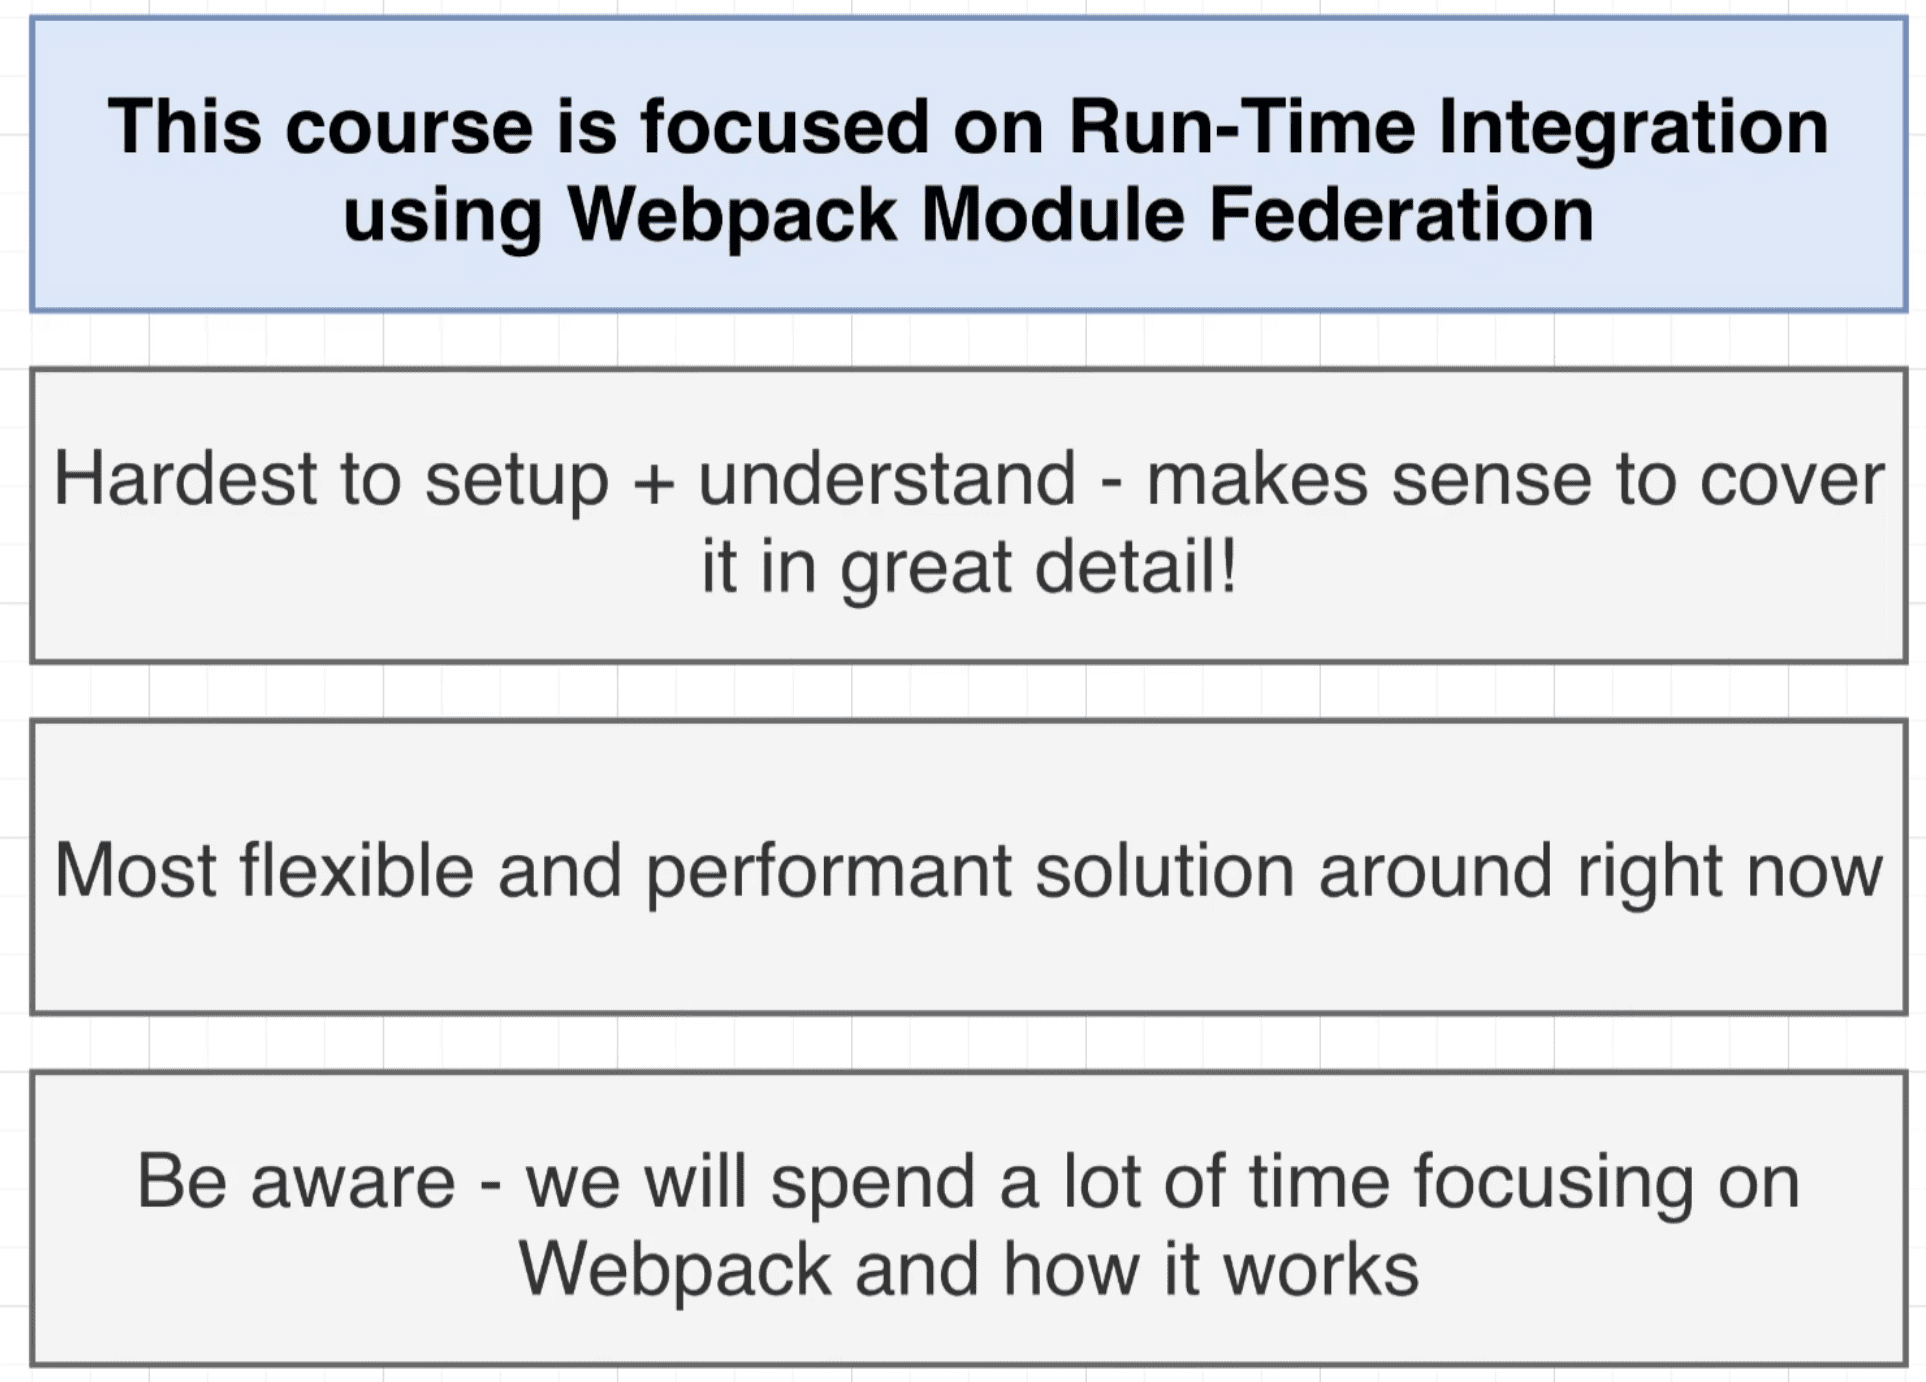 This course is focused on Run-Time Integration
using Webpack Module Federation
Hardest to setup + understand - makes sense to cover
it in great detail!
Most flexible and performant solution around right now
Be aware - we will spend a lot of time focusing on
Webpack and how it works